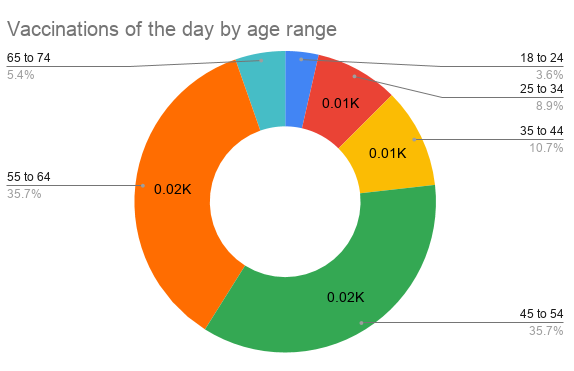 Vaccinations of the day by age range
65 to 74
5.4%
18 to 24
3.6%
25 to 34
8.9%
0.01K
35 to 44
10.7%
0.01K
55 to 64
35.7%
0.02K
0.02K
45 to 54
35.7%